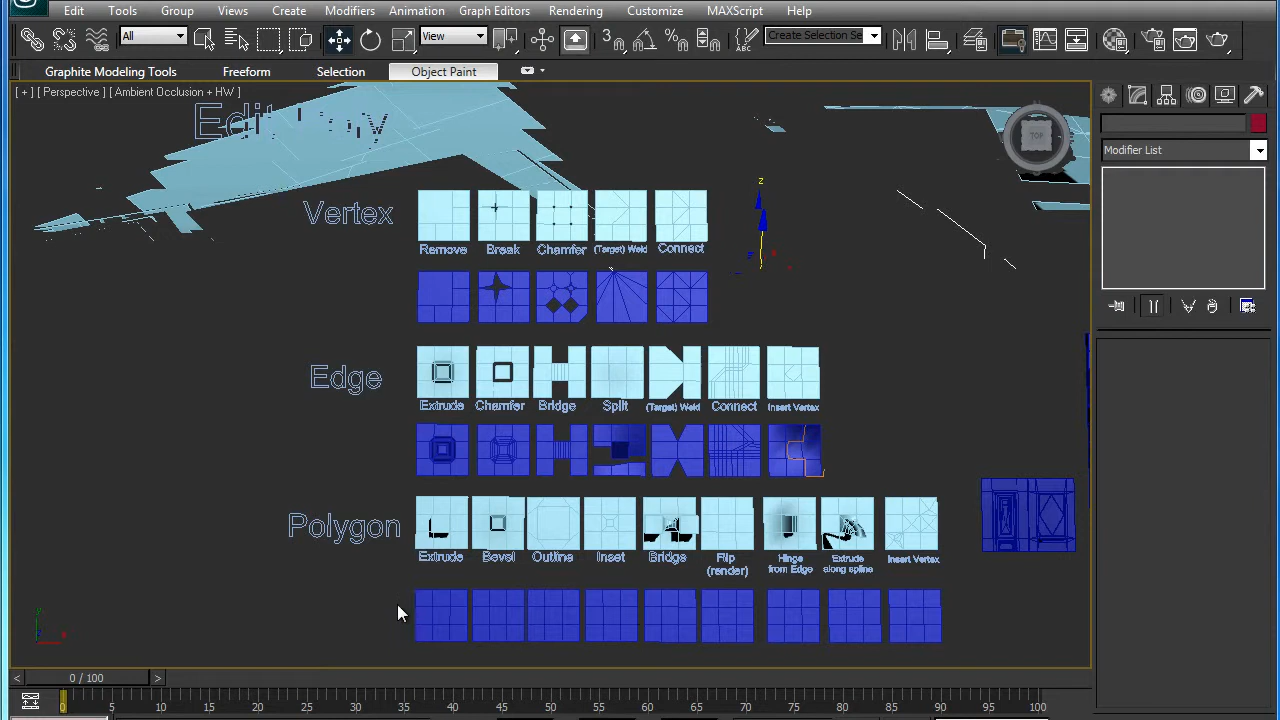 Edit Tools Group Views Create Modifiers Animation Graph Editors Rendering Customize MAXScript Help
All View Create Selection Se
Graphite Modeling Tools Freeform Selection Object Paint
[ + ] [ Perspective ] [ Ambient Occlusion + HW ]
TOP
Modifier List
z
Vertex
Remove Break Chamfer (Target) Weld Connect
Edge
Extrude Chamfer Bridge Split (Target) Weld Connect Insert Vertex
Polygon
Extrude Bevel Outline Inset Bridge Flip (render) Hinge from Edge Extrude along spline Insert Vertex
< 0 / 100 >
0 5 10 15 20 25 30 35 40 45 50 55 60 65 70 75 80 85 90 95 100